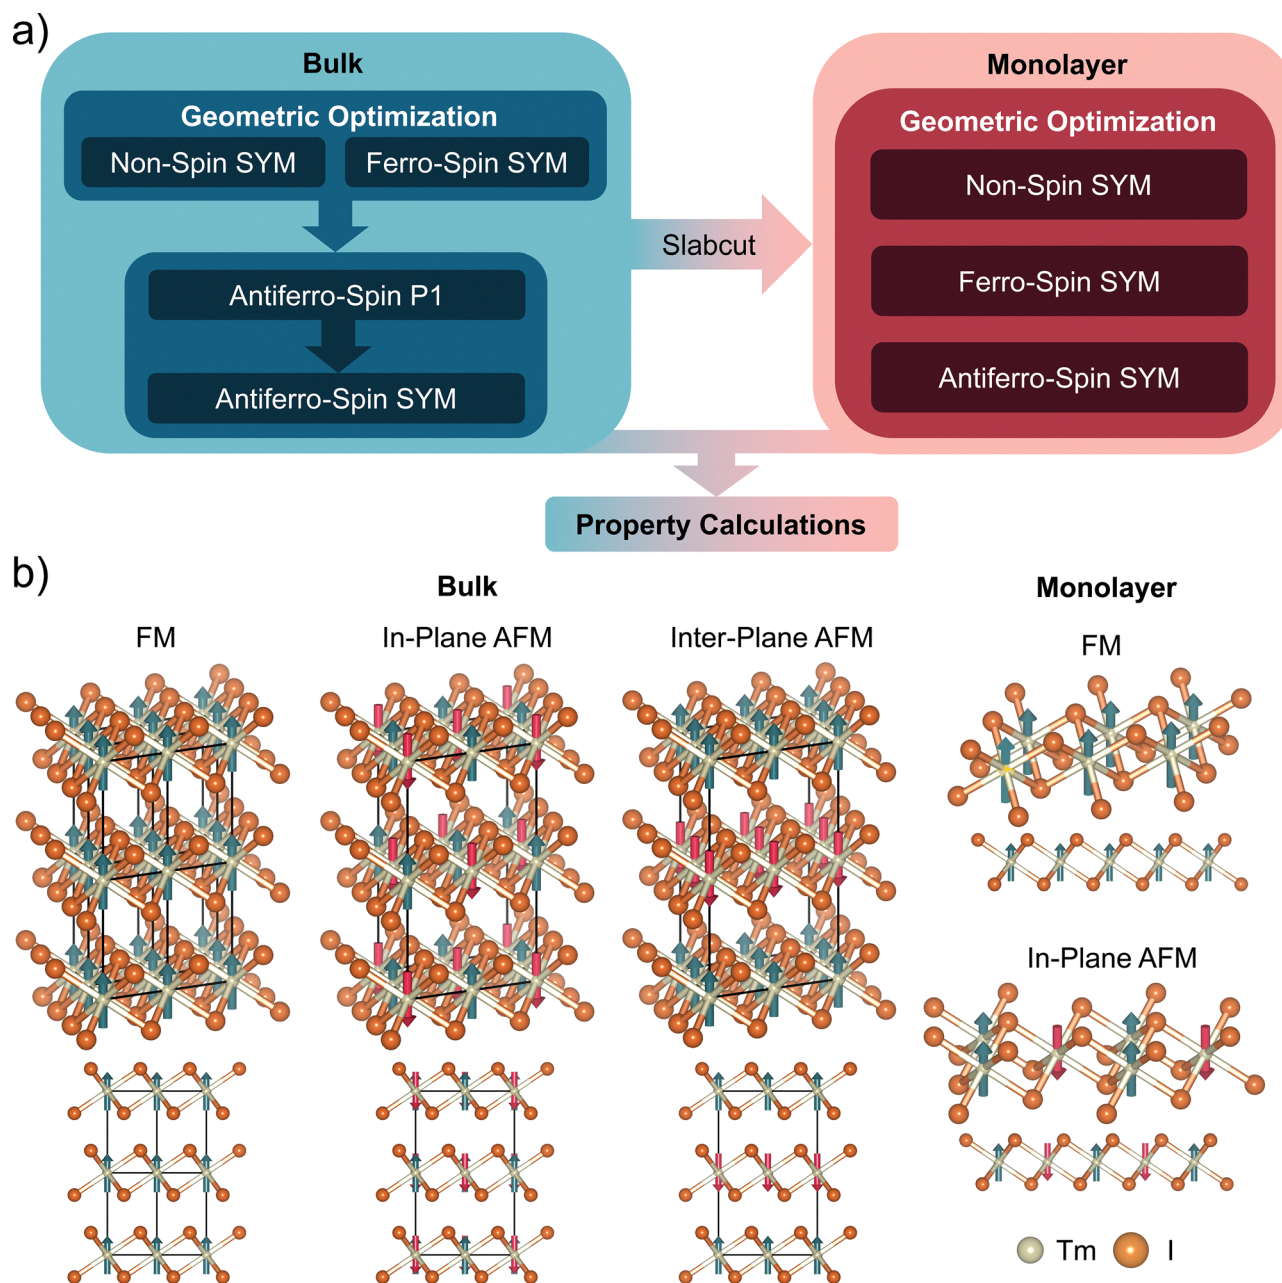 a)
Bulk
Geometric Optimization
Non-Spin SYM
Ferro-Spin SYM
Antiferro-Spin P1
Antiferro-Spin SYM
Slabcut
Monolayer
Geometric Optimization
Non-Spin SYM
Ferro-Spin SYM
Antiferro-Spin SYM
Property Calculations
b)
Bulk
FM
In-Plane AFM
Inter-Plane AFM
Monolayer
FM
In-Plane AFM
Tm
I